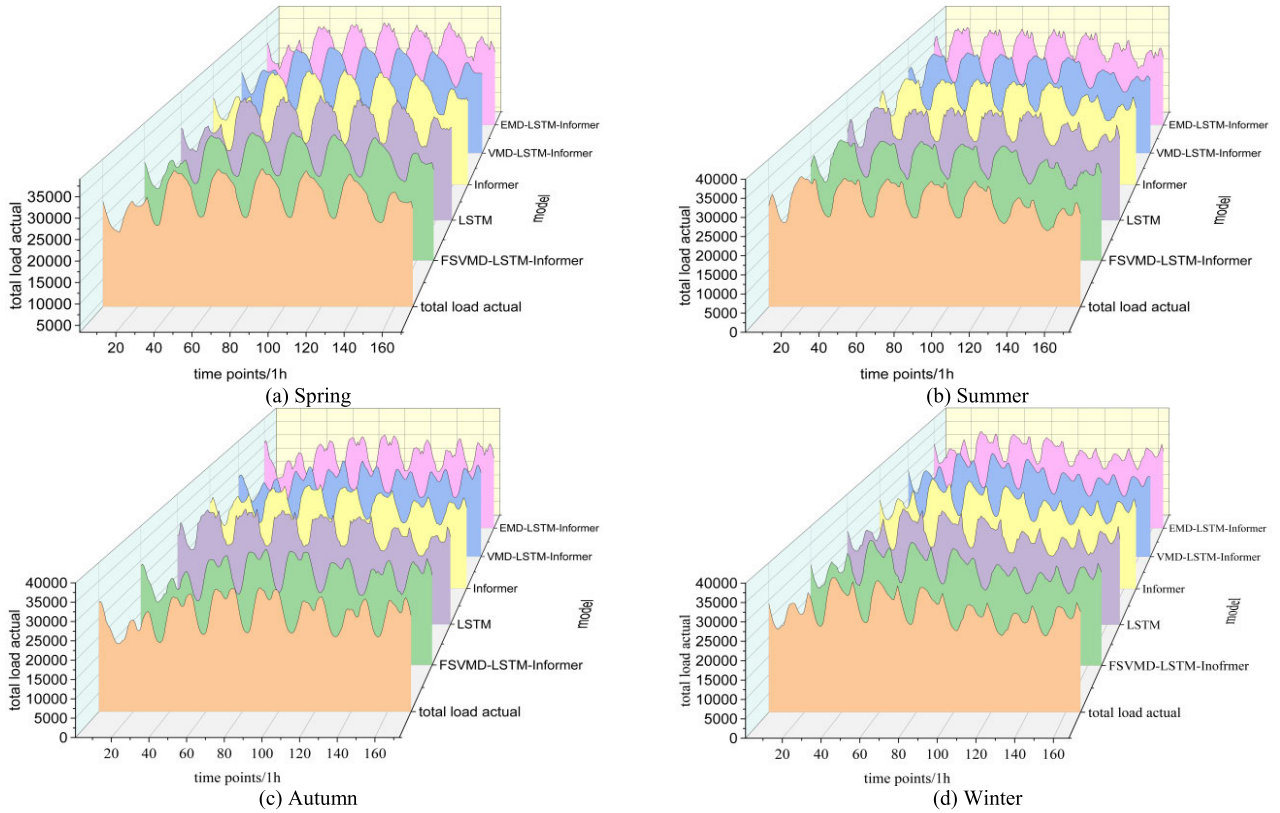 EMD-LSTM-Informer
VMD-LSTM-Informer
Informer
LSTM
FSVMD-LSTM-Informer
total load actual
model
total load actual
35000
30000
25000
20000
15000
10000
5000
20 40 60 80 100 120 140 160
time points/1h
(a) Spring
EMD-LSTM-Informer
VMD-LSTM-Informer
Informer
LSTM
FSVMD-LSTM-Informer
total load actual
model
total load actual
40000
35000
30000
25000
20000
15000
10000
5000
0
20 40 60 80 100 120 140 160
time points/1h
(b) Summer
EMD-LSTM-Informer
VMD-LSTM-Informer
Informer
LSTM
FSVMD-LSTM-Informer
total load actual
model
total load actual
40000
35000
30000
25000
20000
15000
10000
5000
0
20 40 60 80 100 120 140 160
time points/1h
(c) Autumn
EMD-LSTM-Informer
VMD-LSTM-Informer
Informer
LSTM
FSVMD-LSTM-Inofrmer
total load actual
model
total load actual
40000
35000
30000
25000
20000
15000
10000
5000
0
20 40 60 80 100 120 140 160
time points/1h
(d) Winter